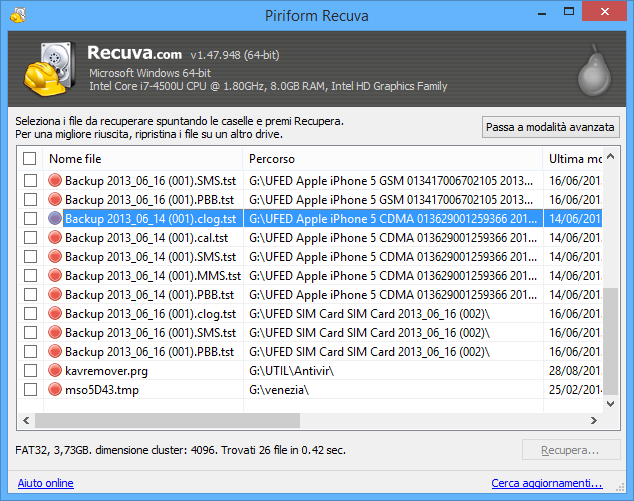 Piriform Recuva
Recuva.com v1.47.948 (64-bit)
Microsoft Windows 64-bit
Intel Core i7-4500U CPU @ 1.80GHz, 8.0GB RAM, Intel HD Graphics Family
Seleziona i file da recuperare spuntando le caselle e premi Recupera.
Per una migliore riuscita, ripristina i file su un altro drive.
Passa a modalità avanzata
Nome file Percorso Ultima mo
Backup 2013_06_16 (001).SMS.tst G:\UFED Apple iPhone 5 GSM 013417006702105 2013... 16/06/201
Backup 2013_06_16 (001).PBB.tst G:\UFED Apple iPhone 5 GSM 013417006702105 2013... 16/06/201
Backup 2013_06_14 (001).clog.tst G:\UFED Apple iPhone 5 CDMA 013629001259366 201... 14/06/201
Backup 2013_06_14 (001).cal.tst G:\UFED Apple iPhone 5 CDMA 013629001259366 201... 14/06/201
Backup 2013_06_14 (001).SMS.tst G:\UFED Apple iPhone 5 CDMA 013629001259366 201... 14/06/201
Backup 2013_06_14 (001).MMS.tst G:\UFED Apple iPhone 5 CDMA 013629001259366 201... 14/06/201
Backup 2013_06_14 (001).PBB.tst G:\UFED Apple iPhone 5 CDMA 013629001259366 201... 14/06/201
Backup 2013_06_16 (001).clog.tst G:\UFED SIM Card SIM Card 2013_06_16 (002)\ 16/06/201
Backup 2013_06_16 (001).SMS.tst G:\UFED SIM Card SIM Card 2013_06_16 (002)\ 16/06/201
Backup 2013_06_16 (001).PBB.tst G:\UFED SIM Card SIM Card 2013_06_16 (002)\ 16/06/201
kavremover.prg G:\UTIL\Antivir\ 28/08/201
mso5D43.tmp G:\venezia\ 25/02/201
FAT32, 3,73GB. dimensione cluster: 4096. Trovati 26 file in 0.42 sec.
Recupera...
Aiuto online
Cerca aggiornamenti...